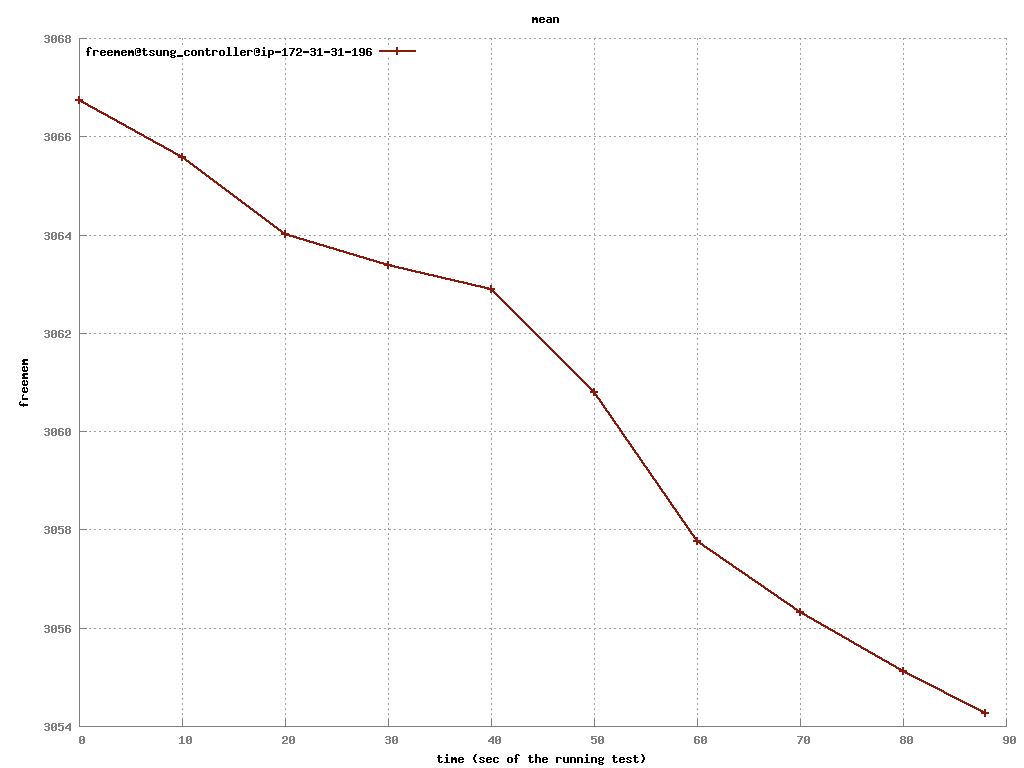 mean
freemem@tsung_controller@ip-172-31-31-196
3068
3066
3064
3062
3060
3058
3056
3054
freemem
0 10 20 30 40 50 60 70 80 90
time (sec of the running test)